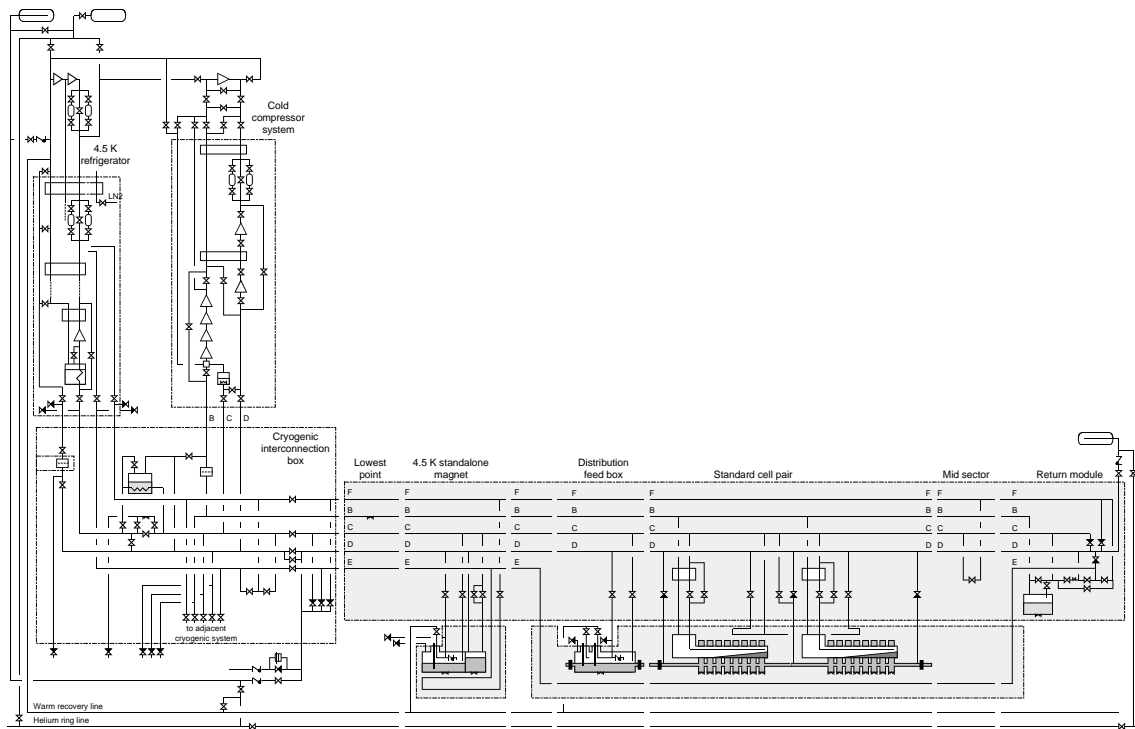 Cold
compressor
system
4.5 K
refrigerator
LN2
B C D
Cryogenic
interconnection
box
Lowest
point
4.5 K standalone
magnet
Distribution
feed box
Standard cell pair
Mid sector
Return module
F F F F F F F F
B B B B B B B B
C C C C C C C C
D D D D D D D D
E E E E
to adjacent
cryogenic system
Warm recovery line
Helium ring line